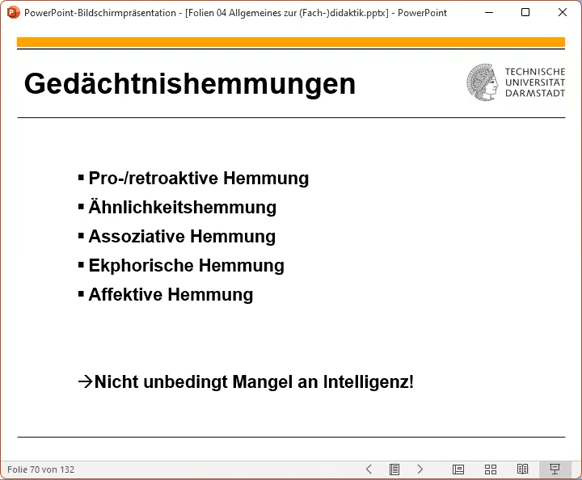 PowerPoint-Bildschirmpräsentation - [Folien 04 Allgemeines zur (Fach-)didaktik.pptx] - PowerPoint
Gedächtnishemmungen
TECHNISCHE
UNIVERSITÄT
DARMSTADT
▪ Pro-/retroaktive Hemmung
▪ Ähnlichkeitshemmung
▪ Assoziative Hemmung
▪ Ekphorische Hemmung
▪ Affektive Hemmung
→Nicht unbedingt Mangel an Intelligenz!
Folie 70 von 132